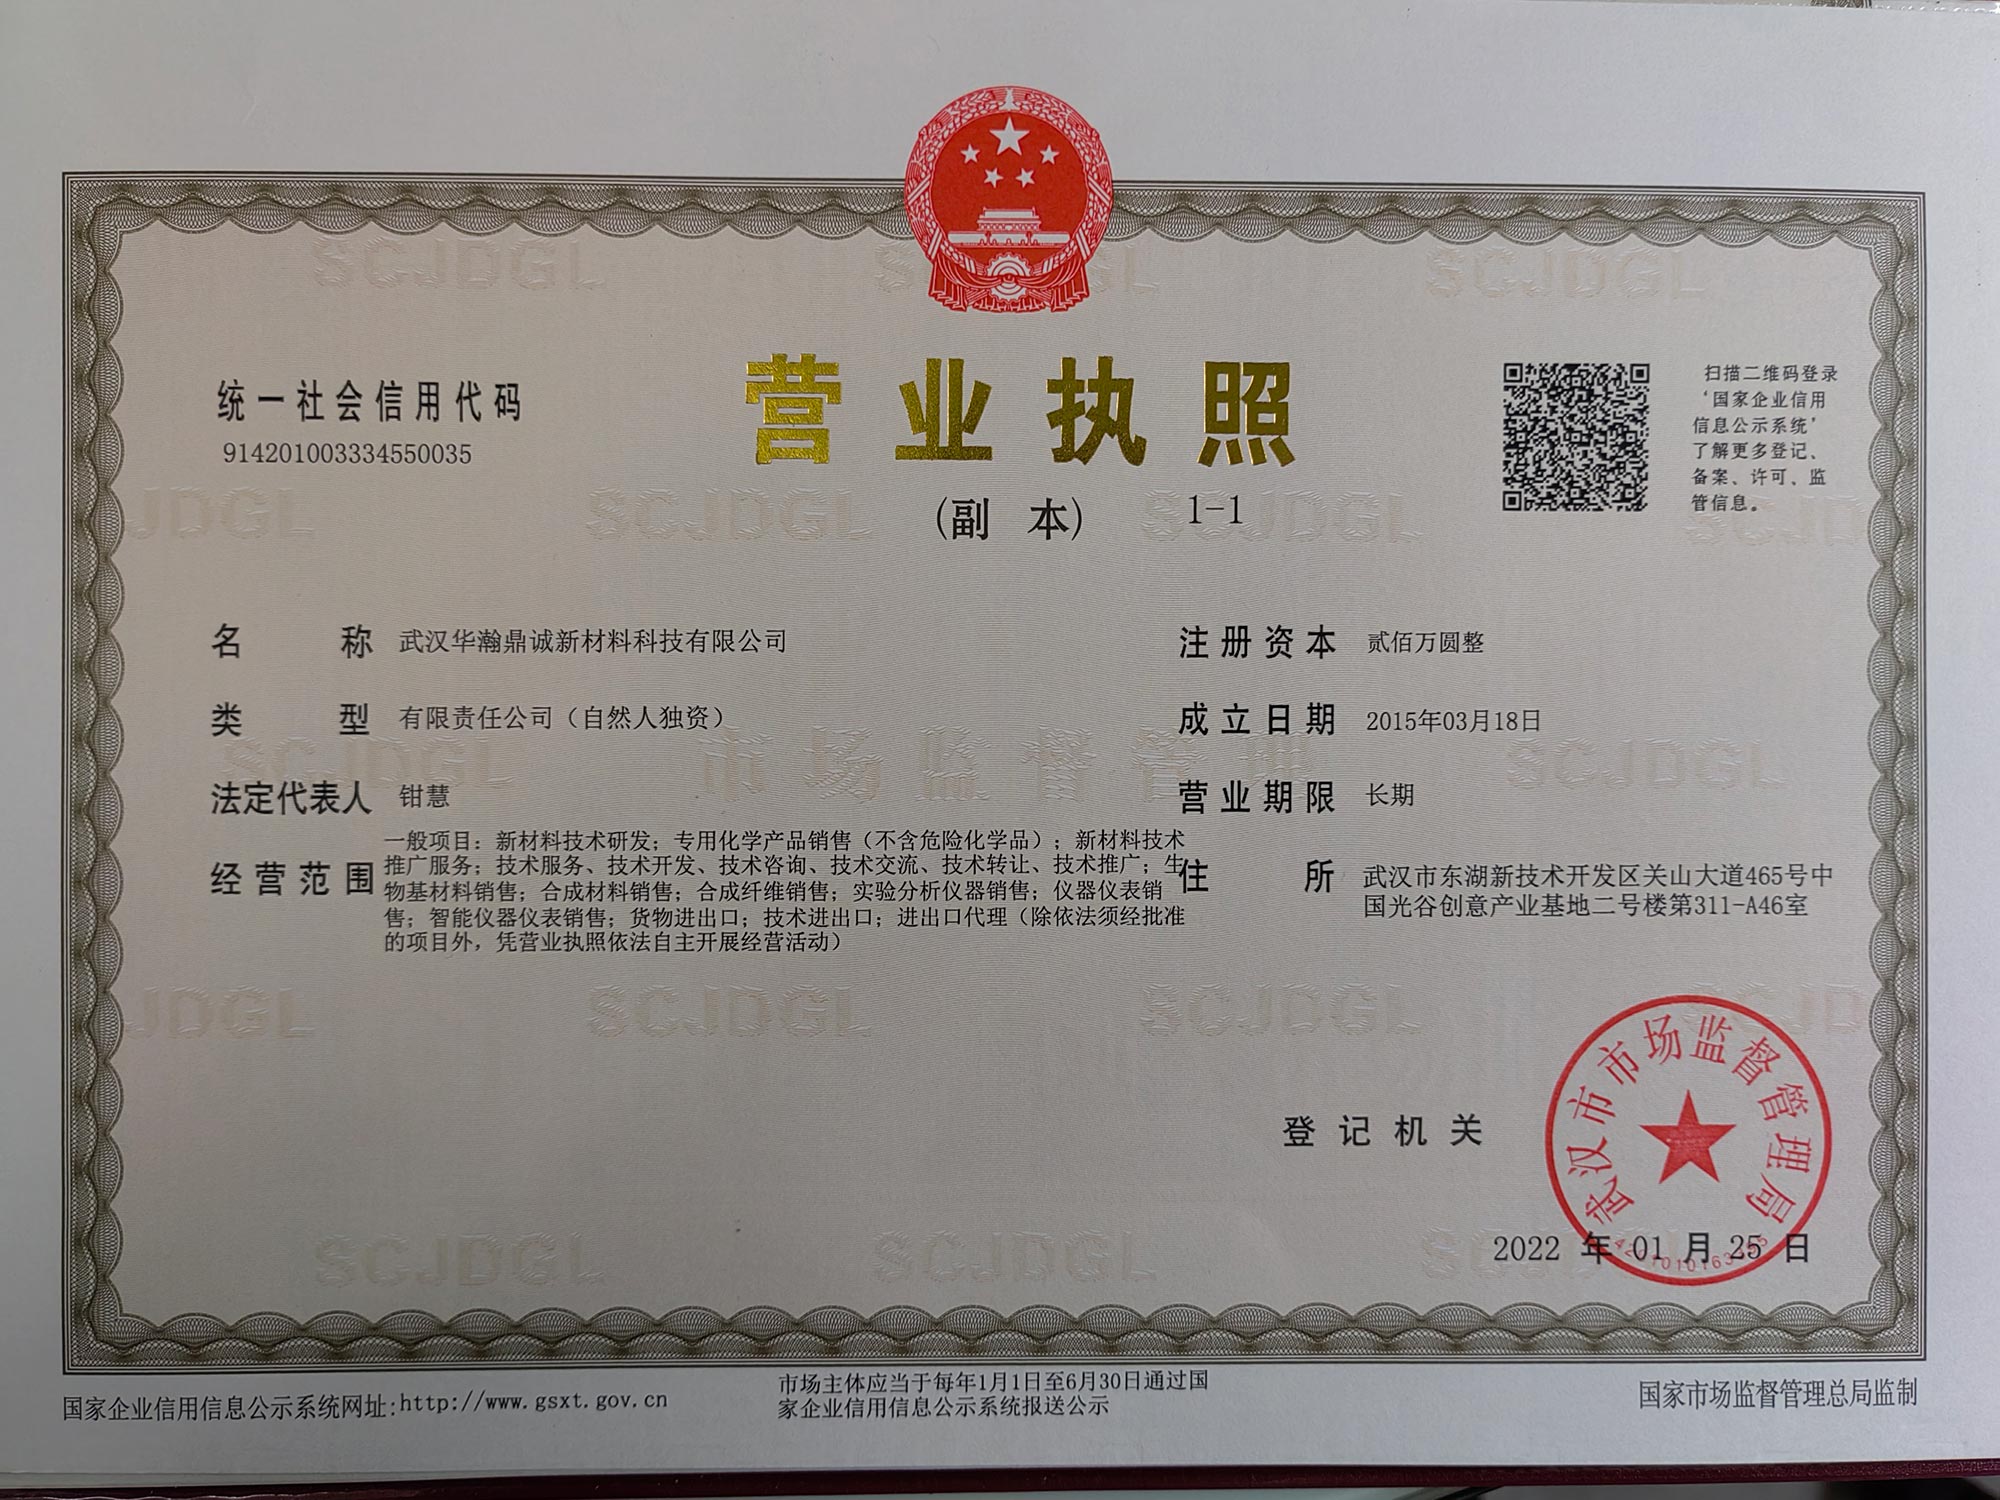 统一社会信用代码
914201003334550035
营业执照
(副 本) 1-1
扫描二维码登录
‘国家企业信用
信息公示系统’
了解更多登记、
备案、许可、监
管信息。
名称 武汉华瀚鼎诚新材料科技有限公司
类型 有限责任公司（自然人独资）
法定代表人 钳慧
经营范围
一般项目：新材料技术研发；专用化学产品销售（不含危险化学品）；新材料技术
推广服务；技术服务、技术开发、技术咨询、技术交流、技术转让、技术推广；生
物基材料销售；合成材料销售；合成纤维销售；实验分析仪器销售；仪器仪表销
售；智能仪器仪表销售；货物进出口；技术进出口；进出口代理（除依法须经批准
的项目外，凭营业执照依法自主开展经营活动）
注册资本 贰佰万圆整
成立日期 2015年03月18日
营业期限 长期
住所 武汉市东湖新技术开发区关山大道465号中
国光谷创意产业基地二号楼第311-A46室
登记机关
武汉市市场监督管理局
2022 年 01 月 25 日
国家企业信用信息公示系统网址:http://www.gsxt.gov.cn
市场主体应当于每年1月1日至6月30日通过国
家企业信用信息公示系统报送公示
国家市场监督管理总局监制
SCJDGL
市场监督管理